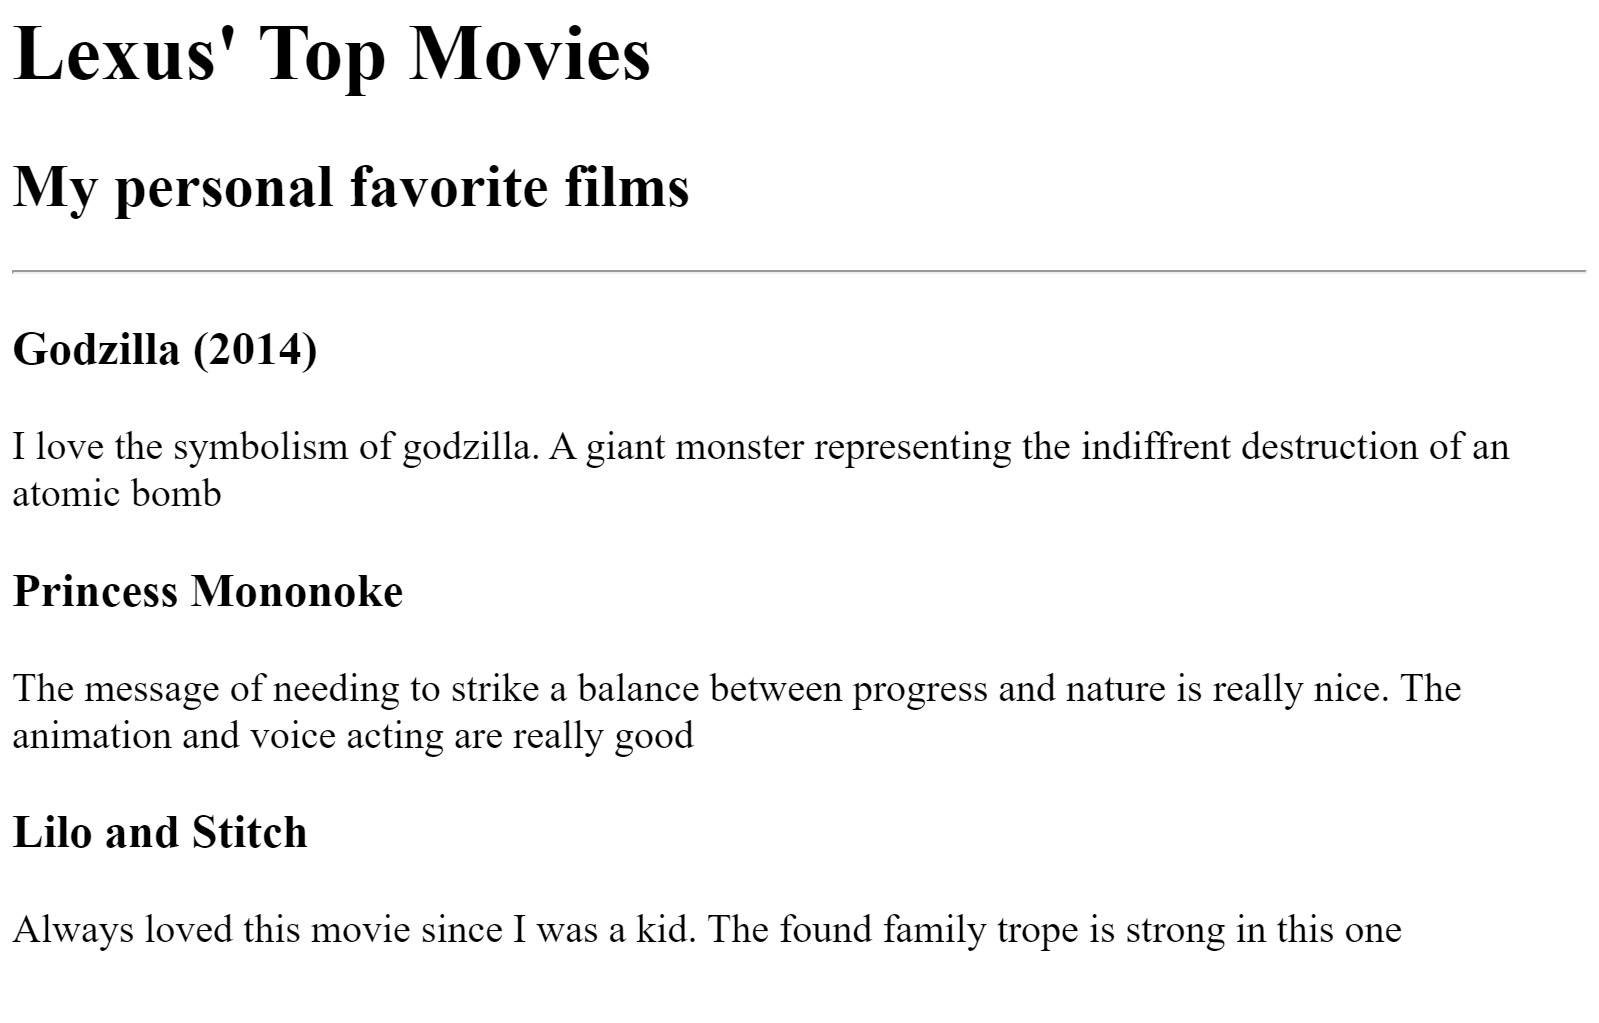 Lexus' Top Movies
My personal favorite films
Godzilla (2014)
I love the symbolism of godzilla. A giant monster representing the indiffrent destruction of an
atomic bomb
Princess Mononoke
The message of needing to strike a balance between progress and nature is really nice. The
animation and voice acting are really good
Lilo and Stitch
Always loved this movie since I was a kid. The found family trope is strong in this one